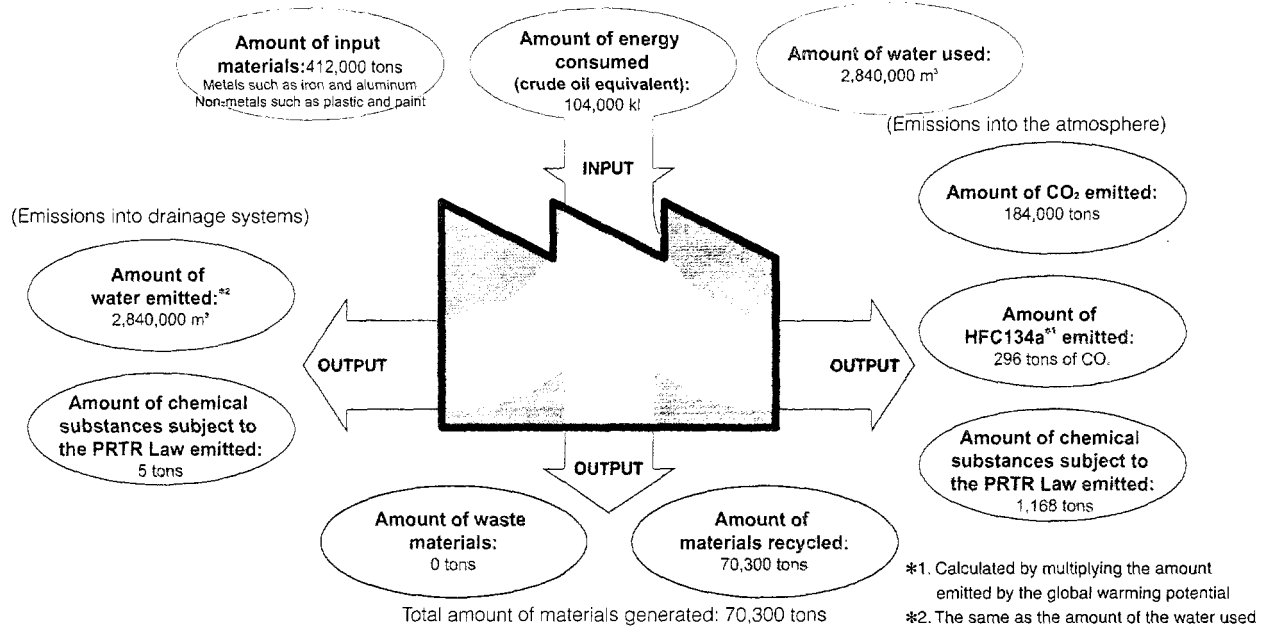 Amount of input
materials:412,000 tons
Metals such as iron and aluminum
Non-metals such as plastic and paint
Amount of energy
consumed
(crude oil equivalent):
104,000 kl
Amount of water used:
2,840,000 m³
(Emissions into the atmosphere)
INPUT
Amount of CO₂ emitted:
184,000 tons
(Emissions into drainage systems)
Amount of
water emitted:*2
2,840,000 m³
Amount of
HFC134a*1 emitted:
296 tons of CO₂
OUTPUT
OUTPUT
Amount of chemical
substances subject to
the PRTR Law emitted:
5 tons
Amount of chemical
substances subject to
the PRTR Law emitted:
1,168 tons
OUTPUT
Amount of waste
materials:
0 tons
Amount of
materials recycled:
70,300 tons
Total amount of materials generated: 70,300 tons
*1. Calculated by multiplying the amount
emitted by the global warming potential
*2. The same as the amount of the water used